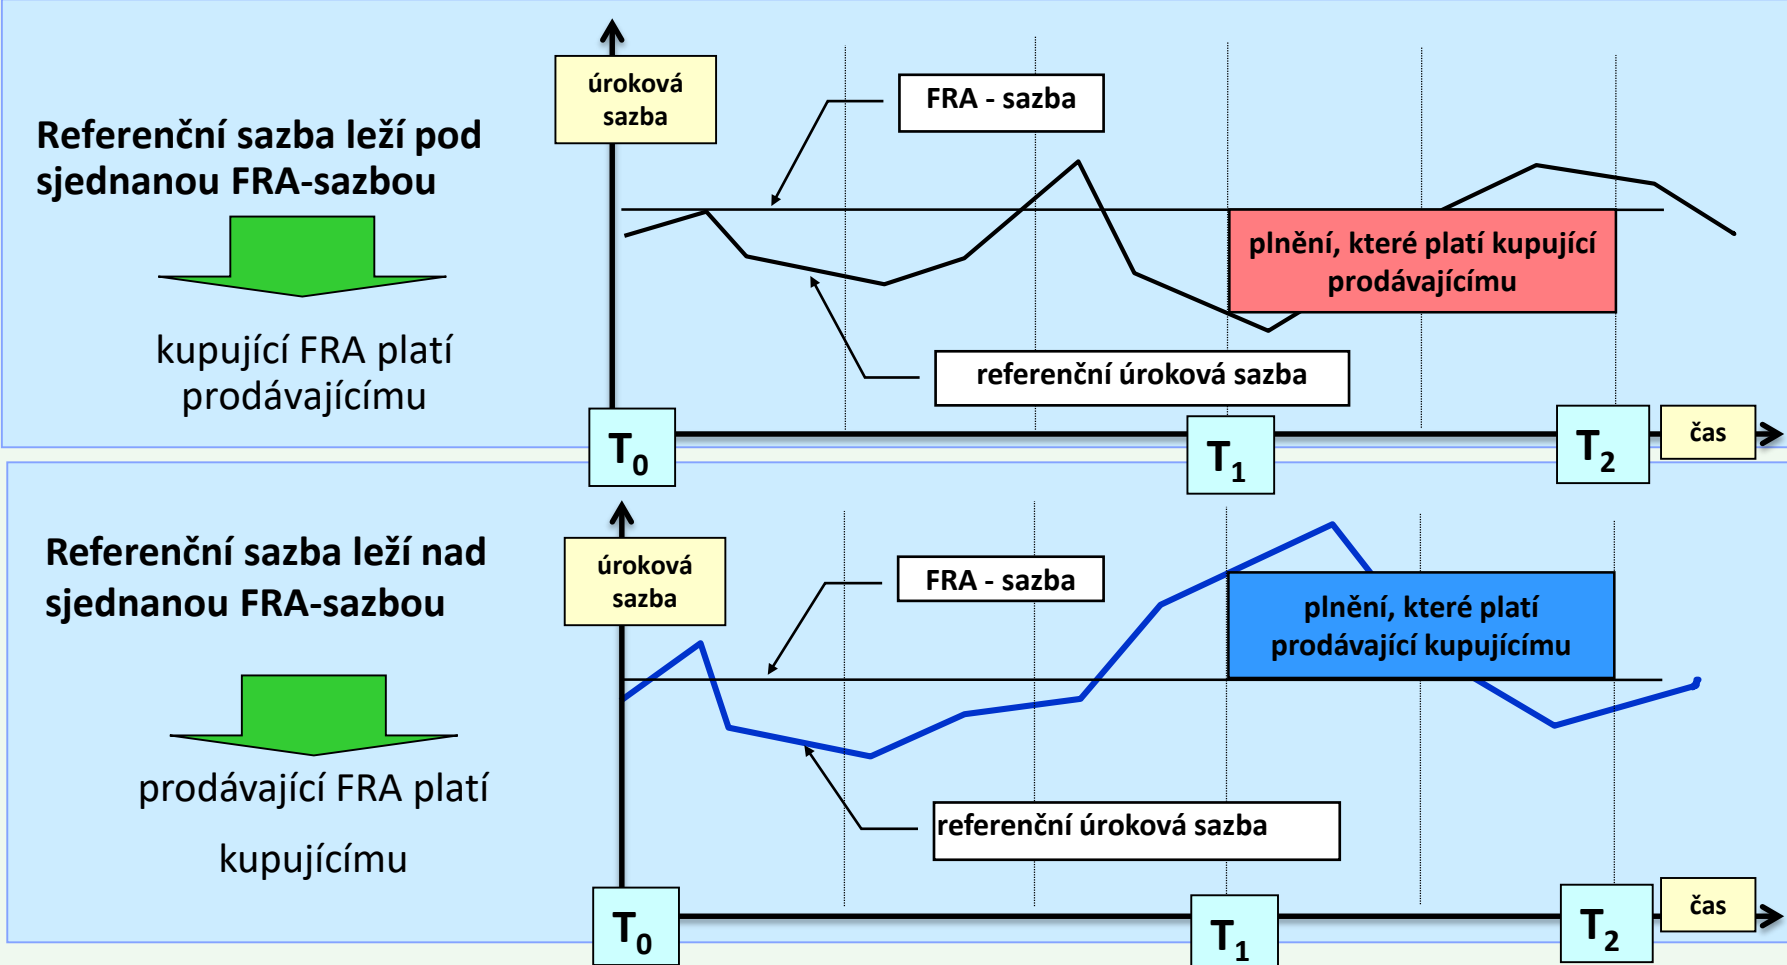 Referenční sazba leží pod
sjednanou FRA-sazbou
kupující FRA platí
prodávajícímu
úroková
sazba
FRA - sazba
plnění, které platí kupující
prodávajícímu
referenční úroková sazba
T0
T1
T2
čas
Referenční sazba leží nad
sjednanou FRA-sazbou
prodávající FRA platí
kupujícímu
úroková
sazba
FRA - sazba
plnění, které platí
prodávající kupujícímu
referenční úroková sazba
T0
T1
T2
čas